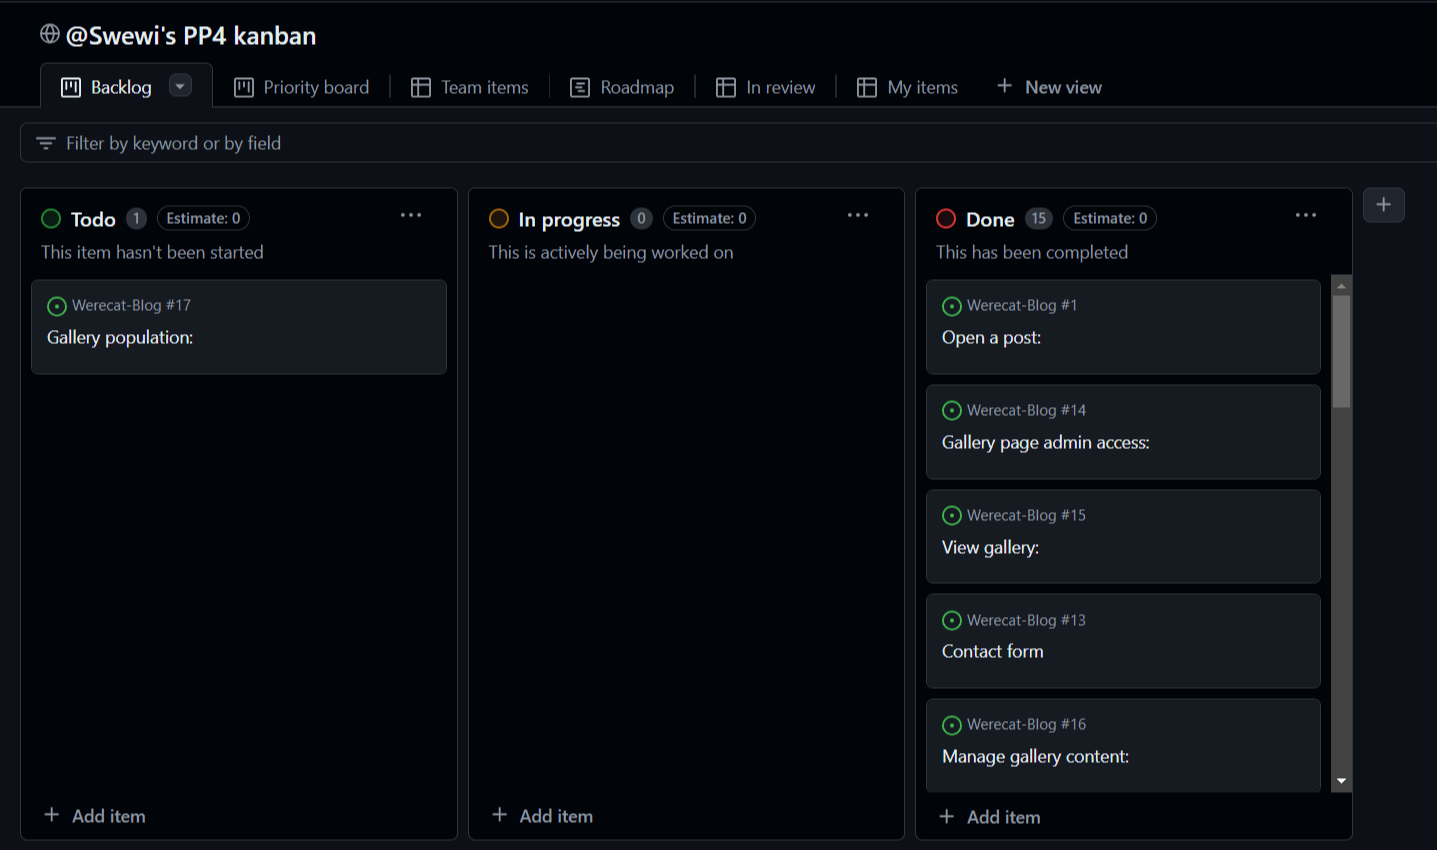 @Swewi's PP4 kanban
Backlog
Priority board
Team items
Roadmap
In review
My items
New view
Filter by keyword or by field
Todo 1 Estimate: 0
This item hasn't been started
Werecat-Blog #17
Gallery population:
Add item
In progress 0 Estimate: 0
This is actively being worked on
Add item
Done 15 Estimate: 0
This has been completed
Werecat-Blog #1
Open a post:
Werecat-Blog #14
Gallery page admin access:
Werecat-Blog #15
View gallery:
Werecat-Blog #13
Contact form
Werecat-Blog #16
Manage gallery content:
Add item